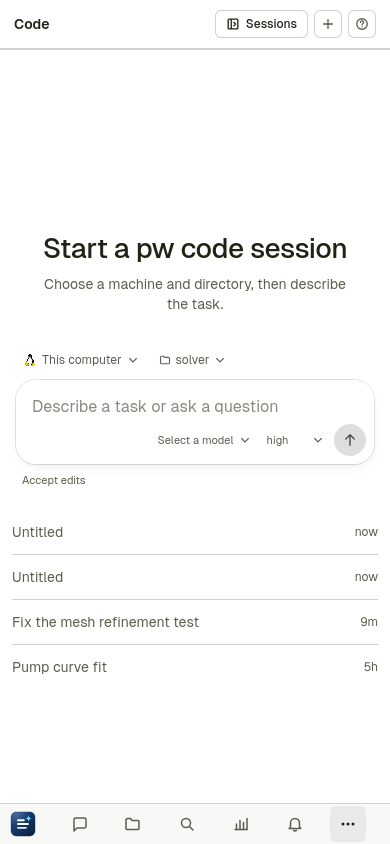 Code
Sessions
Start a pw code session
Choose a machine and directory, then describe
the task.
This computer
solver
Describe a task or ask a question
Select a model
high
Accept edits
Untitled
now
Untitled
now
Fix the mesh refinement test
9m
Pump curve fit
5h